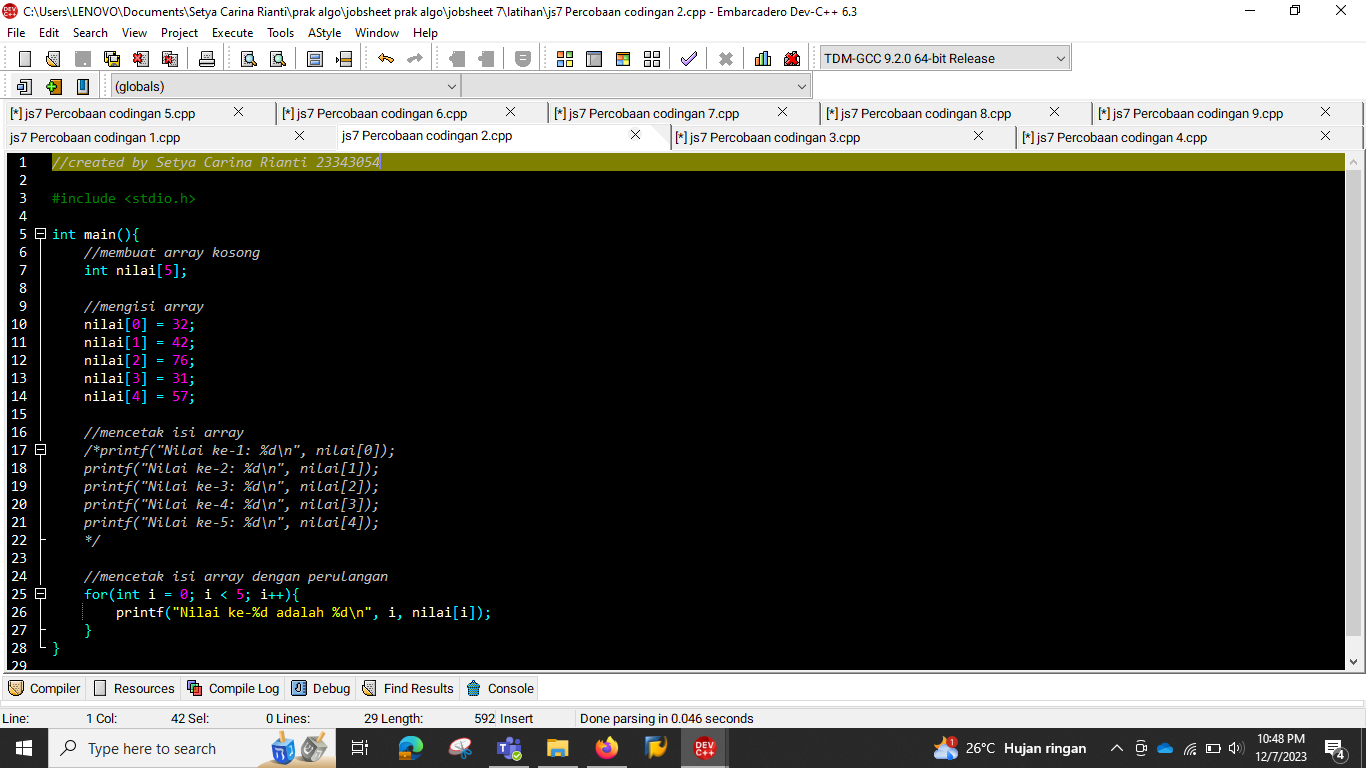 C:\Users\LENOVO\Documents\Setya Carina Rianti\prak algo\jobsheet prak algo\jobsheet 7\latihan\js7 Percobaan codingan 2.cpp - Embarcadero Dev-C++ 6.3
File Edit Search View Project Execute Tools AStyle Window Help
TDM-GCC 9.2.0 64-bit Release
(globals)
[*] js7 Percobaan codingan 5.cpp [*] js7 Percobaan codingan 6.cpp [*] js7 Percobaan codingan 7.cpp [*] js7 Percobaan codingan 8.cpp [*] js7 Percobaan codingan 9.cpp
js7 Percobaan codingan 1.cpp js7 Percobaan codingan 2.cpp [*] js7 Percobaan codingan 3.cpp [*] js7 Percobaan codingan 4.cpp
1 //created by Setya Carina Rianti 23343054
2
3 #include <stdio.h>
4
5 int main(){
6 //membuat array kosong
7 int nilai[5];
8
9 //mengisi array
10 nilai[0] = 32;
11 nilai[1] = 42;
12 nilai[2] = 76;
13 nilai[3] = 31;
14 nilai[4] = 57;
15
16 //mencetak isi array
17 /*printf("Nilai ke-1: %d\n", nilai[0]);
18 printf("Nilai ke-2: %d\n", nilai[1]);
19 printf("Nilai ke-3: %d\n", nilai[2]);
20 printf("Nilai ke-4: %d\n", nilai[3]);
21 printf("Nilai ke-5: %d\n", nilai[4]);
22 */
23
24 //mencetak isi array dengan perulangan
25 for(int i = 0; i < 5; i++){
26 printf("Nilai ke-%d adalah %d\n", i, nilai[i]);
27 }
28 }
29
Compiler Resources Compile Log Debug Find Results Console
Line: 1 Col: 42 Sel: 0 Lines: 29 Length: 592 Insert Done parsing in 0.046 seconds
Type here to search DEV C++ 1 26°C Hujan ringan 10:48 PM
12/7/2023 4